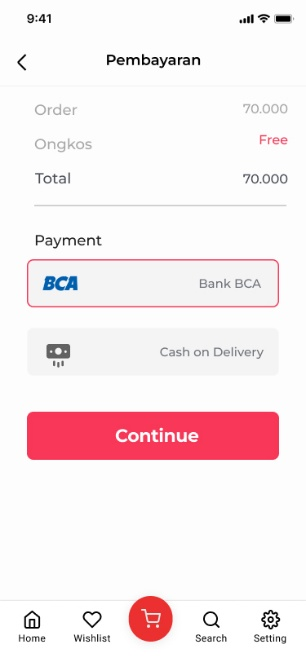 9:41
Pembayaran
Order 70.000
Ongkos Free
Total 70.000
Payment
BCA Bank BCA
Cash on Delivery
Continue
Home Wishlist Search Setting